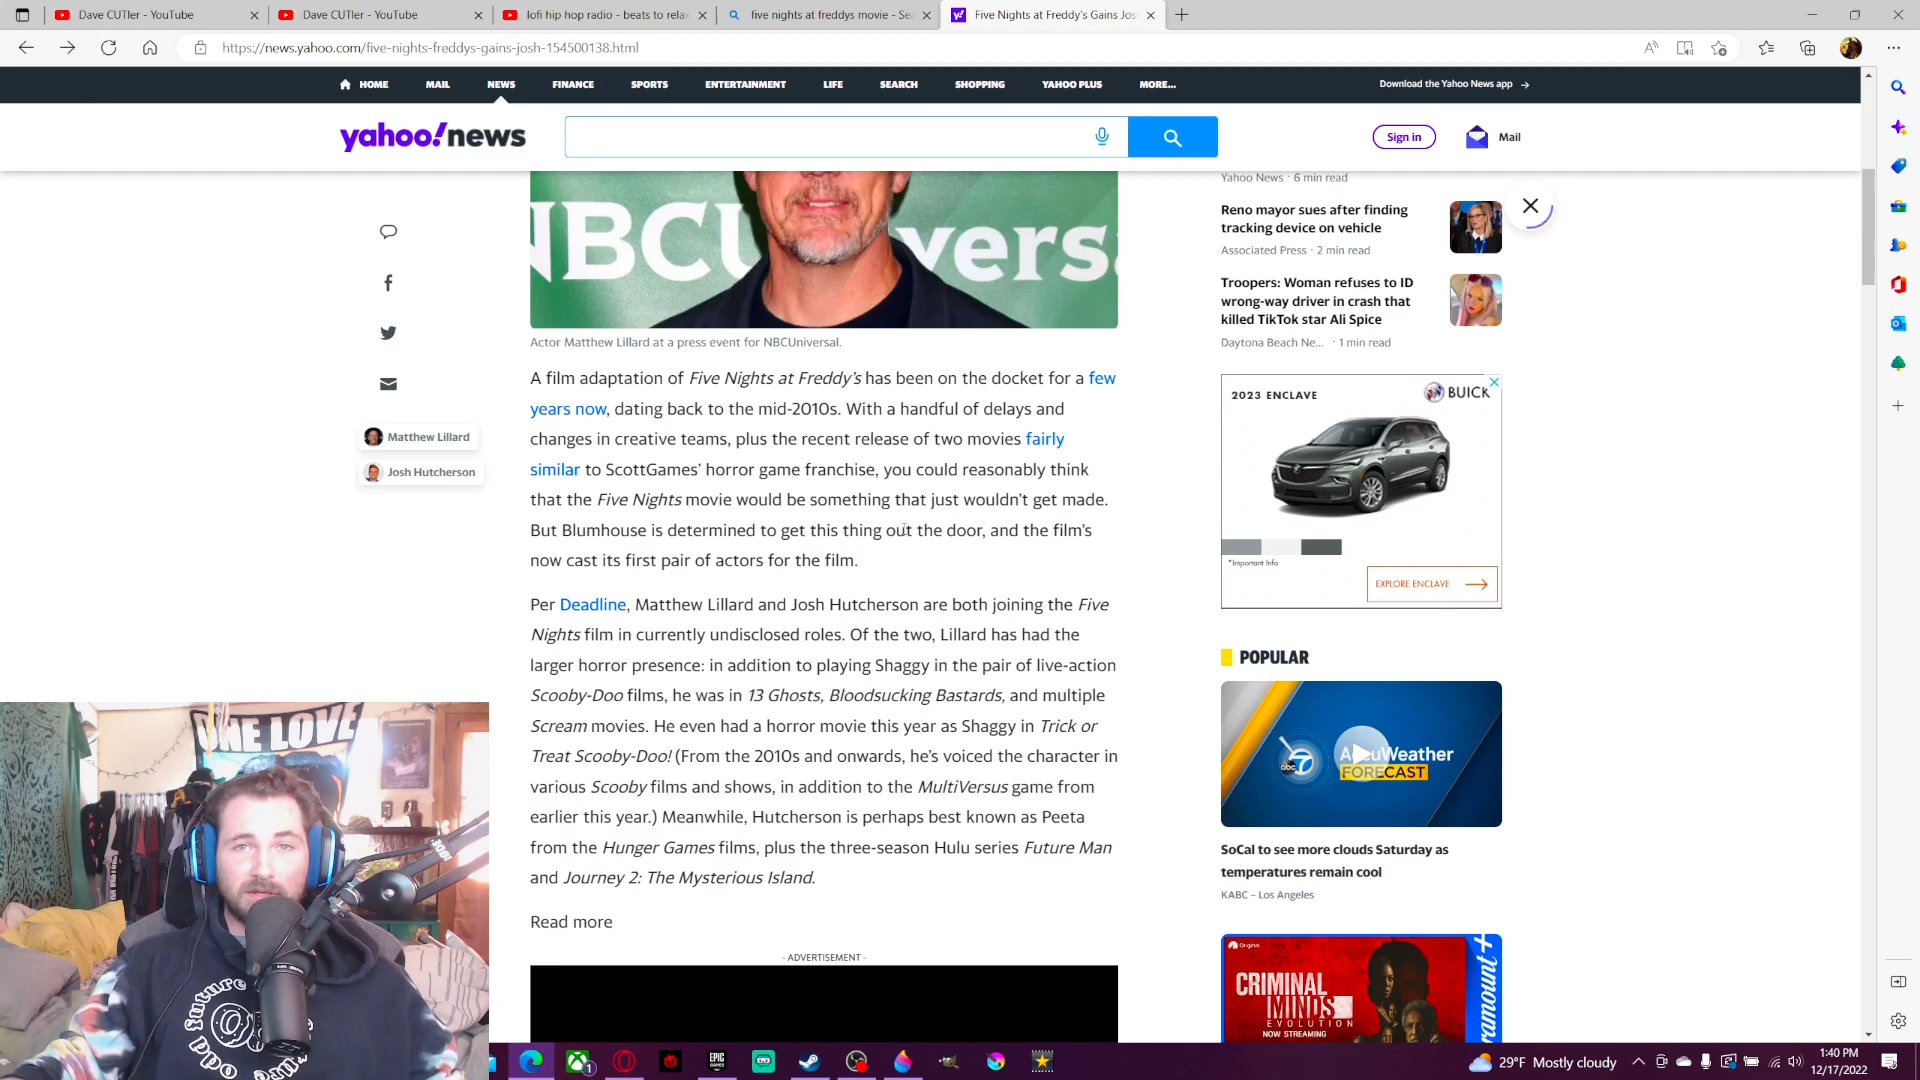 Dave CUTler - YouTube
Dave CUTler - YouTube
lofi hip hop radio - beats to rela
five nights at freddys movie - Sea
Five Nights at Freddy's Gains Jos
https://news.yahoo.com/five-nights-freddys-gains-josh-154500138.html
HOME MAIL NEWS FINANCE SPORTS ENTERTAINMENT LIFE SEARCH SHOPPING YAHOO PLUS MORE...
Download the Yahoo News app →
yahoo!news
Sign in
Mail
NBCU vers
Actor Matthew Lillard at a press event for NBCUniversal.
Matthew Lillard
Josh Hutcherson
A film adaptation of Five Nights at Freddy's has been on the docket for a few
years now, dating back to the mid-2010s. With a handful of delays and
changes in creative teams, plus the recent release of two movies fairly
similar to ScottGames' horror game franchise, you could reasonably think
that the Five Nights movie would be something that just wouldn't get made.
But Blumhouse is determined to get this thing out the door, and the film's
now cast its first pair of actors for the film.
Per Deadline, Matthew Lillard and Josh Hutcherson are both joining the Five
Nights film in currently undisclosed roles. Of the two, Lillard has had the
larger horror presence: in addition to playing Shaggy in the pair of live-action
Scooby-Doo films, he was in 13 Ghosts, Bloodsucking Bastards, and multiple
Scream movies. He even had a horror movie this year as Shaggy in Trick or
Treat Scooby-Doo! (From the 2010s and onwards, he's voiced the character in
various Scooby films and shows, in addition to the MultiVersus game from
earlier this year.) Meanwhile, Hutcherson is perhaps best known as Peeta
from the Hunger Games films, plus the three-season Hulu series Future Man
and Journey 2: The Mysterious Island.
Read more
- ADVERTISEMENT -
Yahoo News · 6 min read
Reno mayor sues after finding
tracking device on vehicle
Associated Press · 2 min read
Troopers: Woman refuses to ID
wrong-way driver in crash that
killed TikTok star Ali Spice
Daytona Beach Ne... · 1 min read
2023 ENCLAVE
BUICK
*Important Info
EXPLORE ENCLAVE
POPULAR
abc 7
AccuWeather
FORECAST
SoCal to see more clouds Saturday as
temperatures remain cool
KABC – Los Angeles
Original
CRIMINAL
MINDS
EVOLUTION
NOW STREAMING
Paramount+
ONE LOVE
future
EPIC
GAMES
1
29°F Mostly cloudy
1:40 PM
12/17/2022